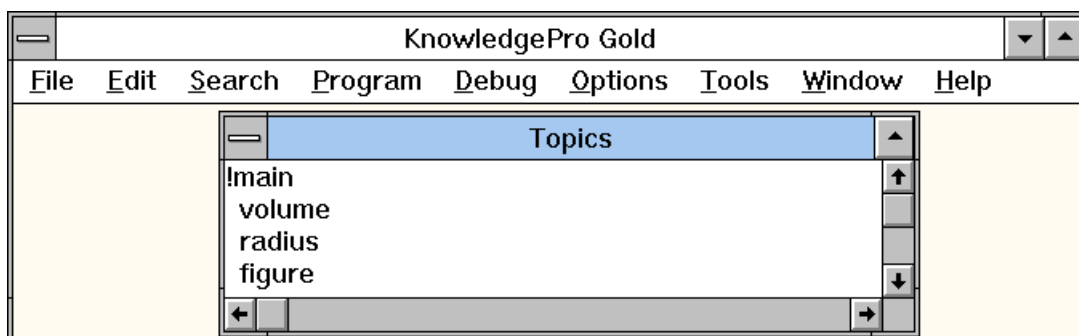 KnowledgePro Gold
File Edit Search Program Debug Options Tools Window Help
Topics
!main
volume
radius
figure